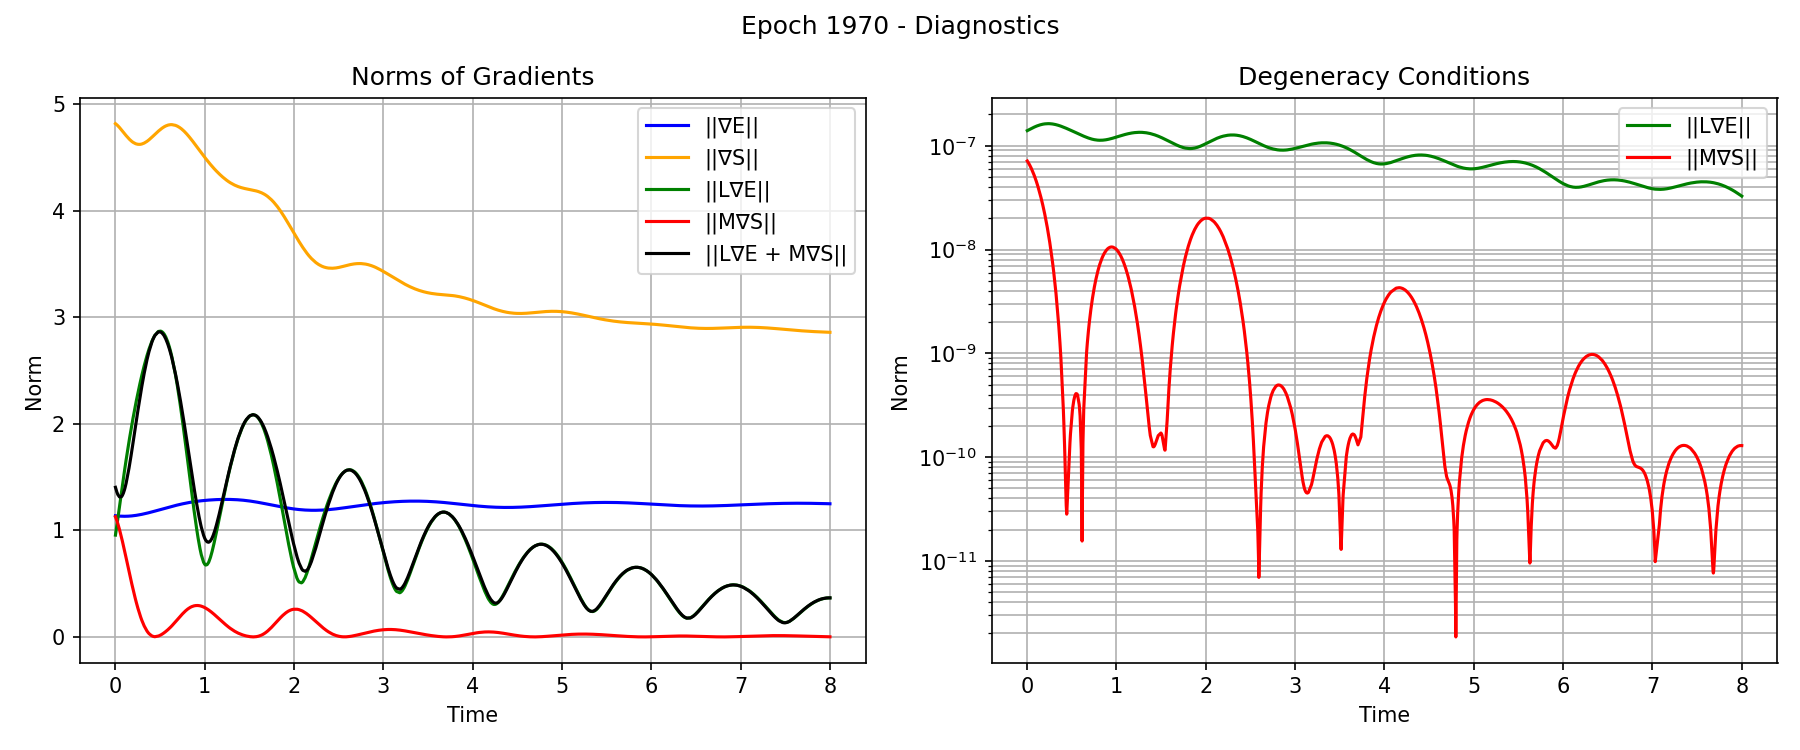 Epoch 1970 - Diagnostics
Norms of Gradients
5
4
3
2
1
0
Norm
0 1 2 3 4 5 6 7 8
Time
||∇E||
||∇S||
||L∇E||
||M∇S||
||L∇E + M∇S||
Degeneracy Conditions
10⁻⁷
10⁻⁸
10⁻⁹
10⁻¹⁰
10⁻¹¹
Norm
0 1 2 3 4 5 6 7 8
Time
||L∇E||
||M∇S||